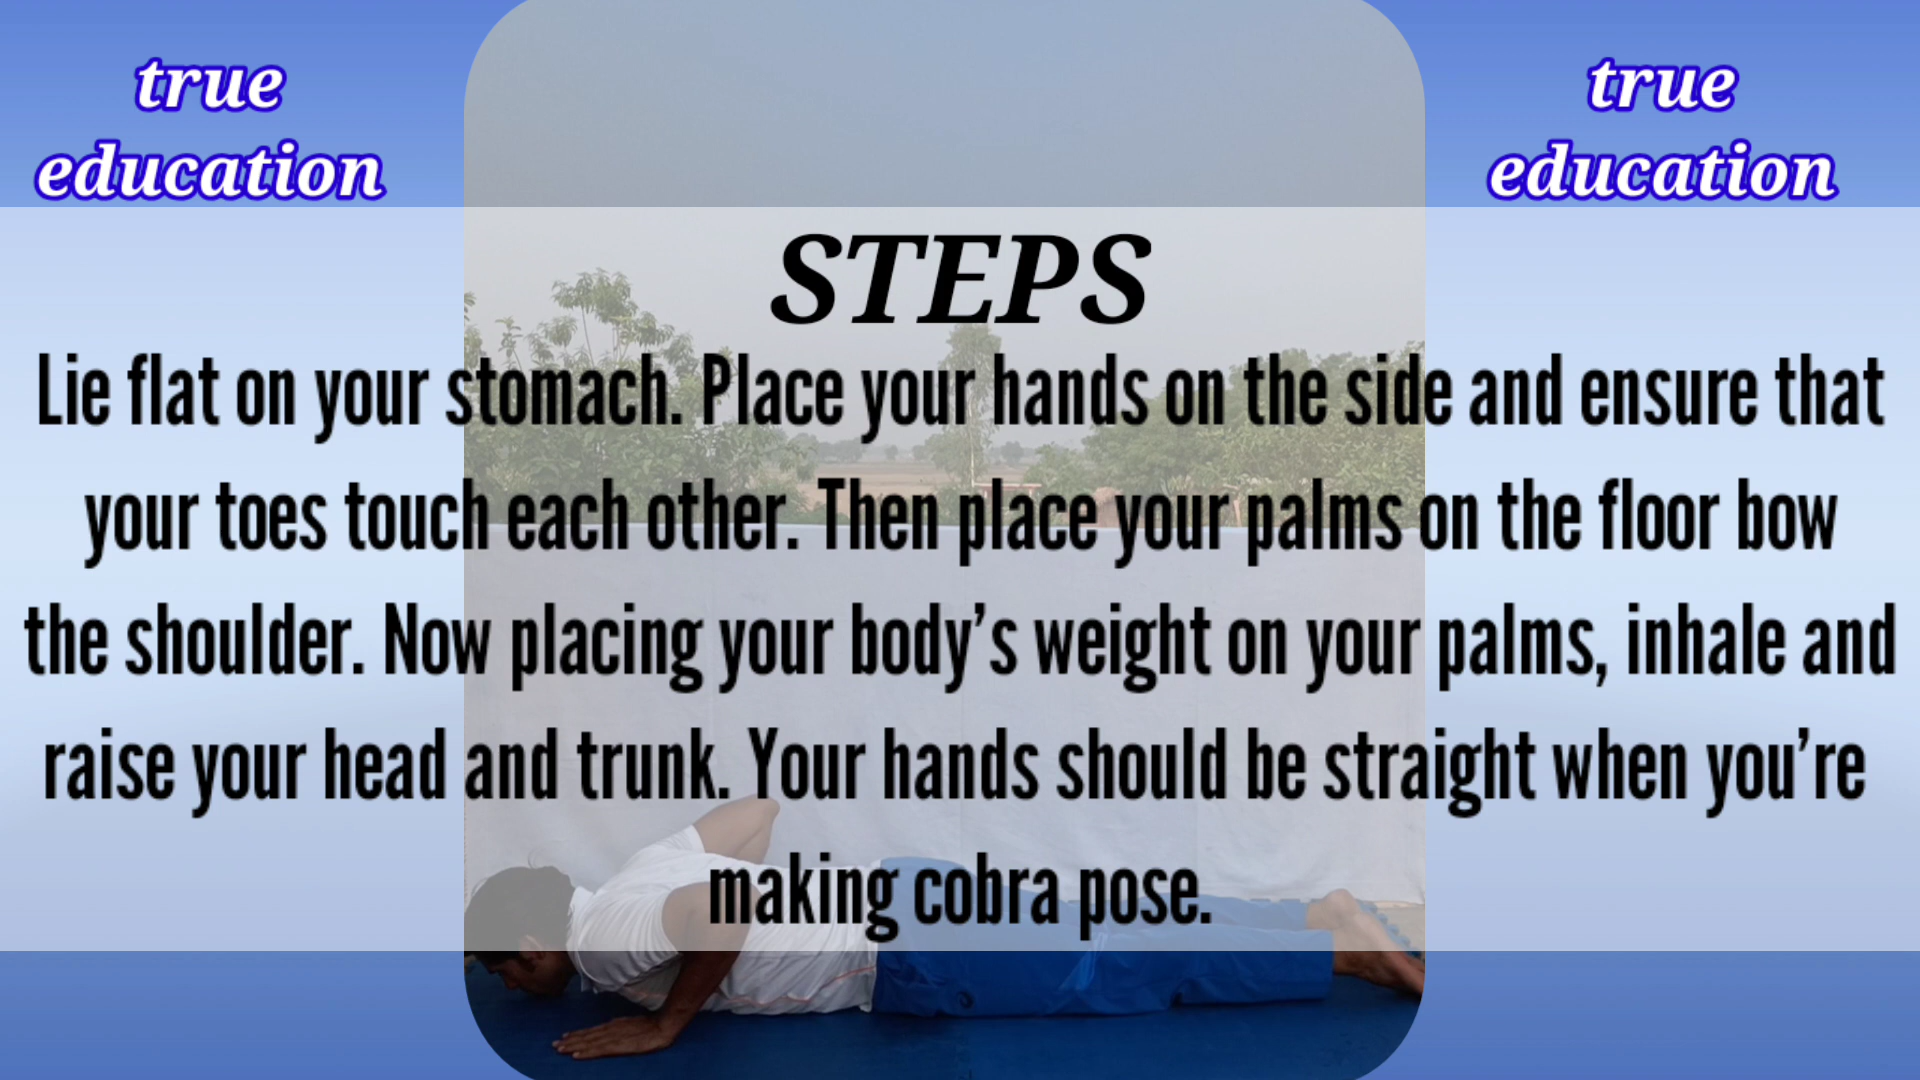 true
education
true
education
STEPS
Lie flat on your stomach. Place your hands on the side and ensure that
your toes touch each other. Then place your palms on the floor bow
the shoulder. Now placing your body’s weight on your palms, inhale and
raise your head and trunk. Your hands should be straight when you’re
making cobra pose.